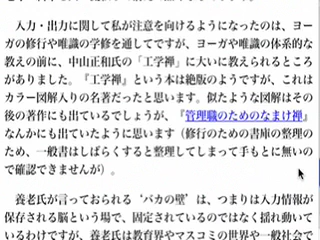 入力・出力に関して私が注意を向けるようになったのは、ヨー
ガの修行や唯識の学修を通してですが、ヨーガや唯識の体系的な
教えの前に、中山正和氏の「工学禅」に大いに教えられるところ
がありました。『工学禅』という本は絶版のようですが、これは
カラー図解入りの名著だったと思います。似たような図解はその
後の著作にも出ているでしょうが、『管理職のためのなまけ禅』
なんかにも出ていたように思います（修行のための書庫の整理の
ため、一般書はしばらくすると整理してしまって手もとに無いの
で確認できませんが）。
養老氏が言っておられる‘バカの壁’は、つまりは入力情報が
保存される脳という場で、固定されているのではなく揺れ動いて
いるわけですが、養老氏は教育界やマスコミの世界や一般社会で